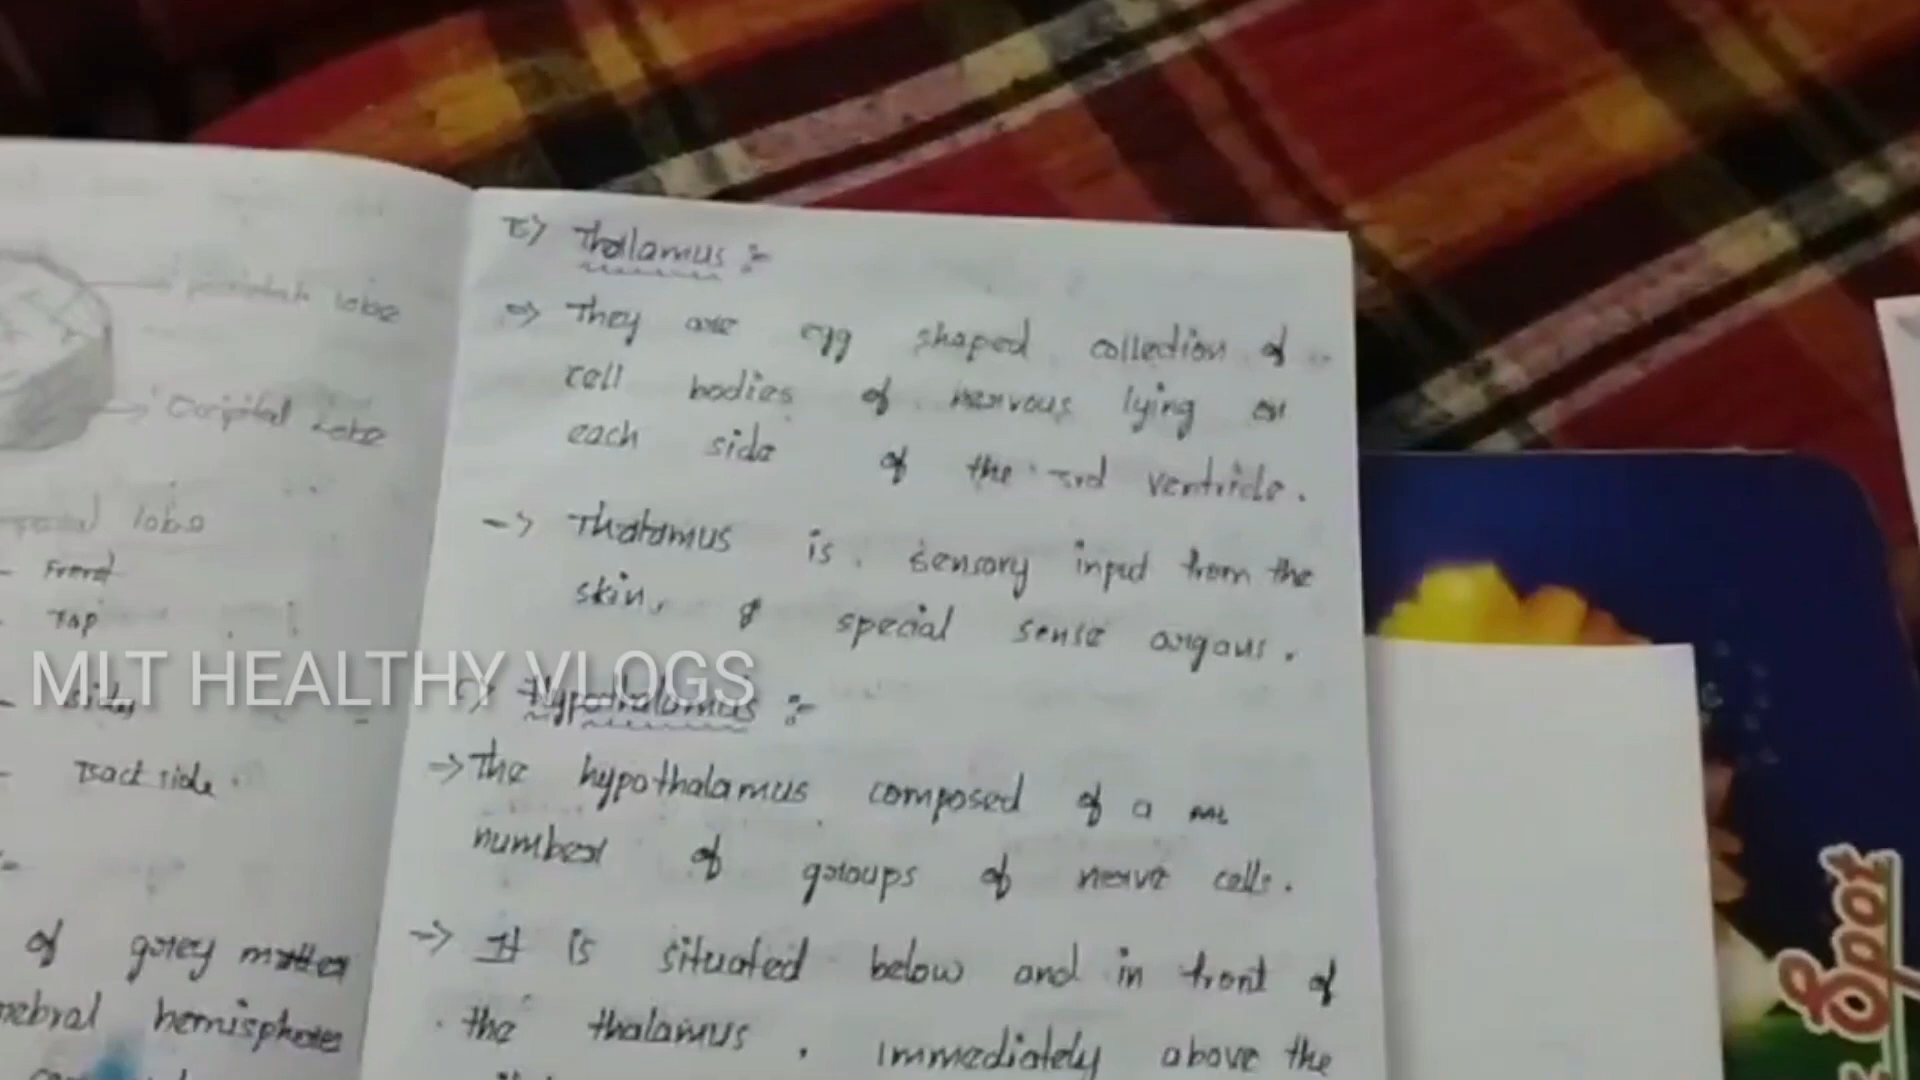 lobe
Occipital Lobe
lobe
- Front
- Top
- sides
- Back side.
of grey matter
hemispheres
B) Thallamus :-
=> They are egg shaped collection of
cell bodies of nervous lying on
each side of the 3rd ventricle.
-> Thalamus is sensory input from the
skin, & special sense organs.
C) Hypothalamus :-
-> The hypothalamus composed of a
number of groups of nerve cells.
-> It is situated below and in front of
the thalamus, immediately above the
MLT HEALTHY VLOGS
Spot